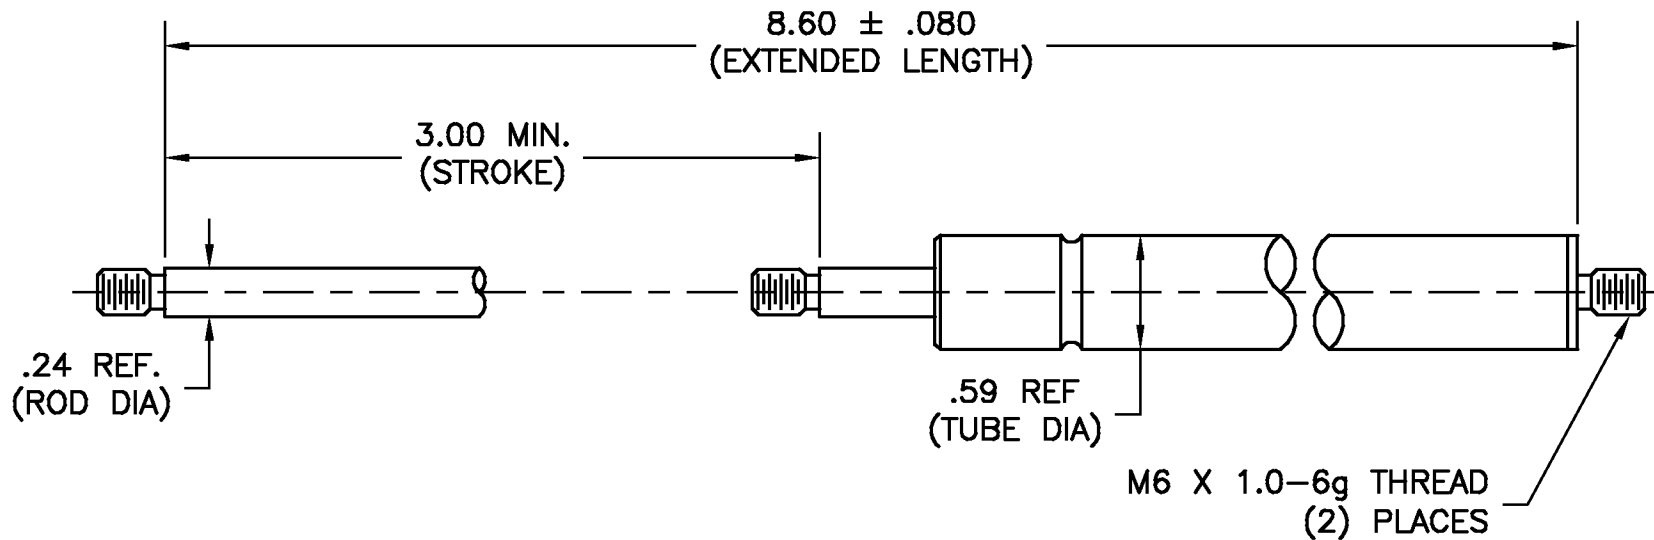 8.60 ± .080
(EXTENDED LENGTH)
3.00 MIN.
(STROKE)
.24 REF.
(ROD DIA)
.59 REF
(TUBE DIA)
M6 X 1.0-6g THREAD
(2) PLACES